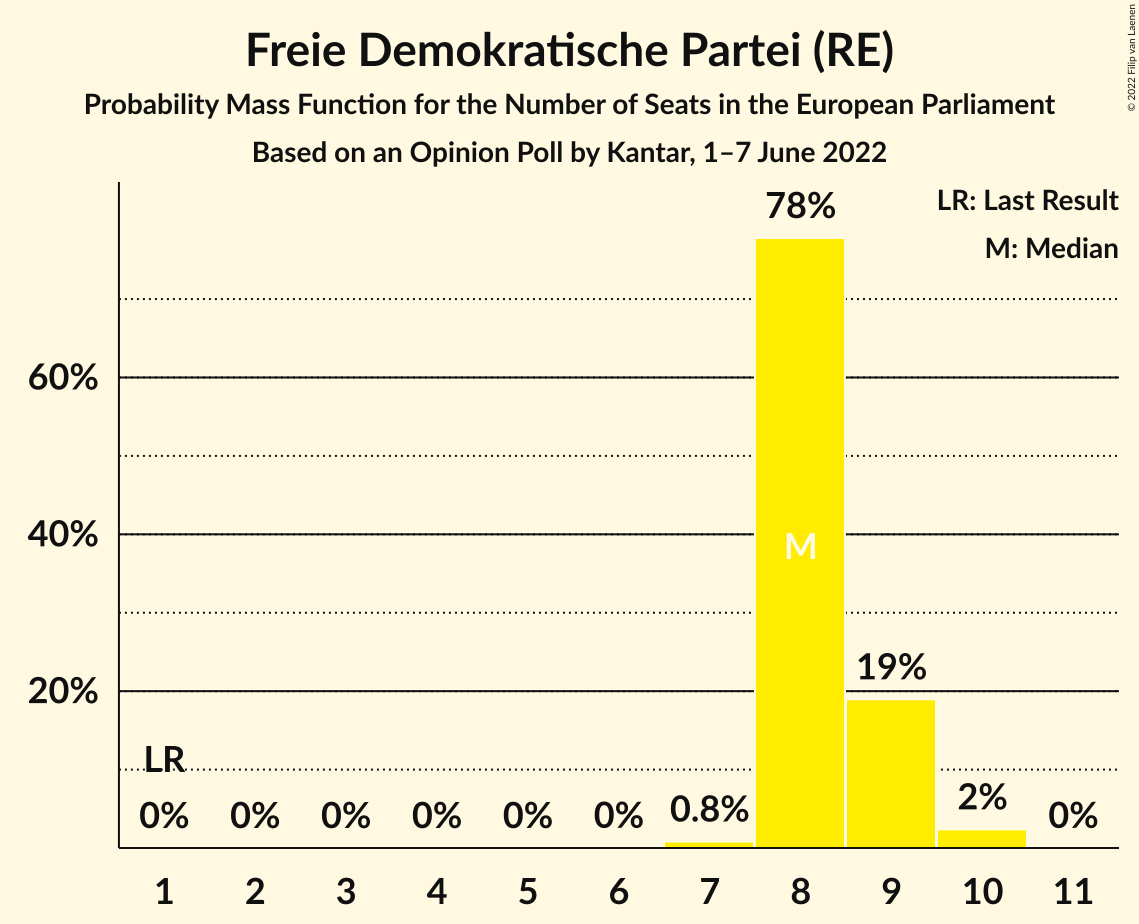 Freie Demokratische Partei (RE)
Probability Mass Function for the Number of Seats in the European Parliament
Based on an Opinion Poll by Kantar, 1–7 June 2022
© 2022 Filip van Laenen
LR: Last Result
M: Median
78%
60%
40%
20%
M
19%
LR
0% 0% 0% 0% 0% 0% 0.8% 2% 0%
1 2 3 4 5 6 7 8 9 10 11